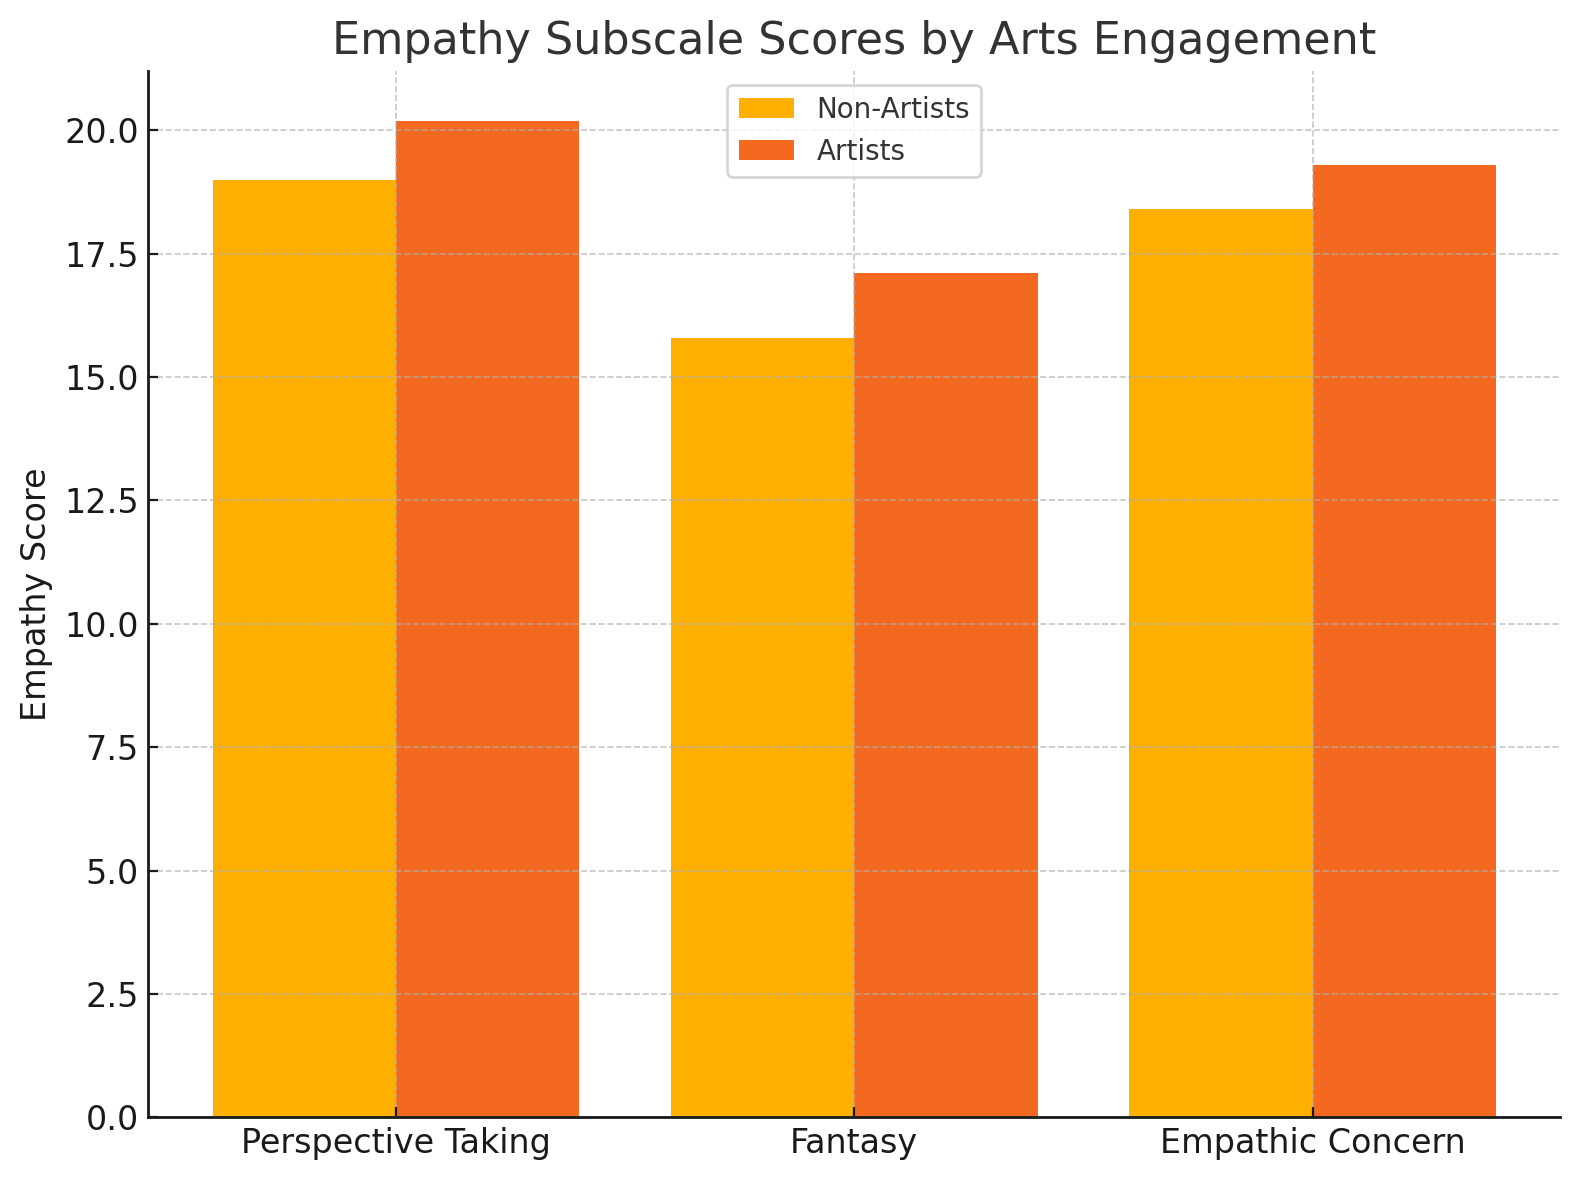 Empathy Subscale Scores by Arts Engagement
Non-Artists
Artists
20.0
17.5
15.0
12.5
10.0
7.5
5.0
2.5
0.0
Empathy Score
Perspective Taking
Fantasy
Empathic Concern